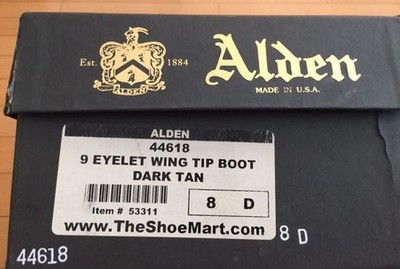 Est. 1884
ALDEN
Alden
MADE IN U.S.A.
ALDEN
44618
9 EYELET WING TIP BOOT
DARK TAN
Item # 53311
8 D
www.TheShoeMart.com
8 D
44618